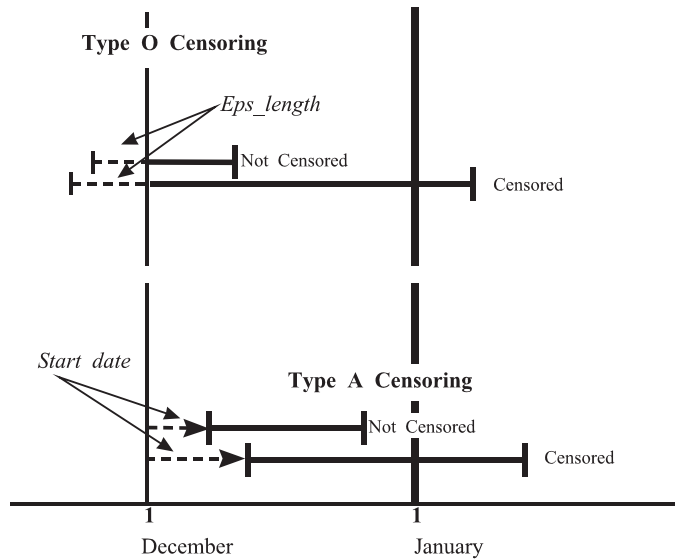 Type O Censoring
Eps_length
Not Censored
Censored
Start date
Type A Censoring
Not Censored
Censored
1 1
December January